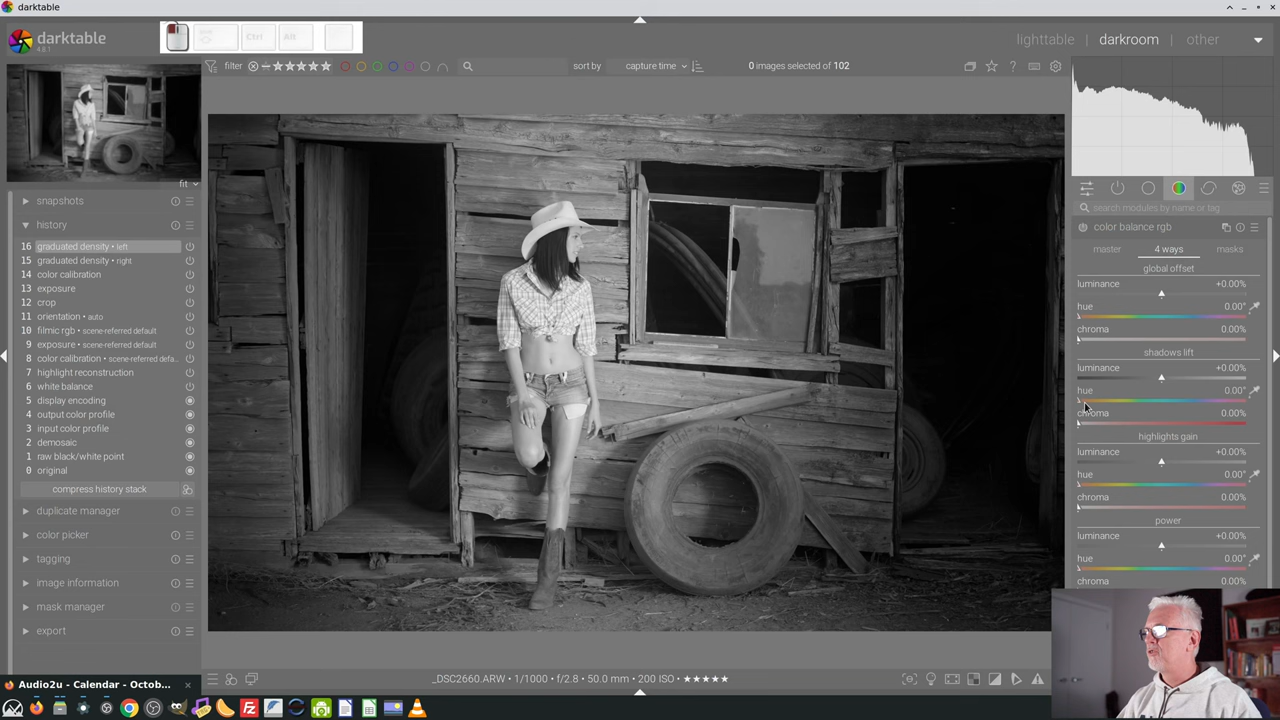 darktable
darktable
4.8.1
Ctrl
Alt
lighttable | darkroom | other
filter
sort by
capture time
0 images selected of 102
fit
snapshots
history
16 graduated density • left
15 graduated density • right
14 color calibration
13 exposure
12 crop
11 orientation • auto
10 filmic rgb • scene-referred default
9 exposure • scene-referred default
8 color calibration • scene-referred defa...
7 highlight reconstruction
6 white balance
5 display encoding
4 output color profile
3 input color profile
2 demosaic
1 raw black/white point
0 original
compress history stack
duplicate manager
color picker
tagging
image information
mask manager
export
search modules by name or tag
color balance rgb
master
4 ways
masks
global offset
luminance +0.00%
hue 0.00°
chroma 0.00%
shadows lift
luminance +0.00%
hue 0.00°
chroma 0.00%
highlights gain
luminance +0.00%
hue 0.00°
chroma 0.00%
power
luminance +0.00%
hue 0.00°
chroma 0.00%
_DSC2660.ARW • 1/1000 • f/2.8 • 50.0 mm • 200 ISO • ★★★★★
Audio2u - Calendar - Octob...